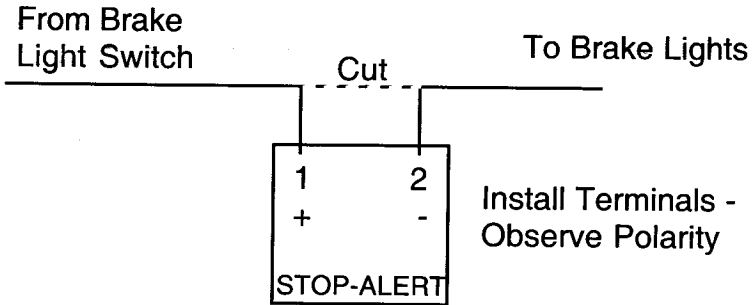 From Brake
Light Switch
Cut
To Brake Lights
1 2
+ -
STOP-ALERT
Install Terminals -
Observe Polarity